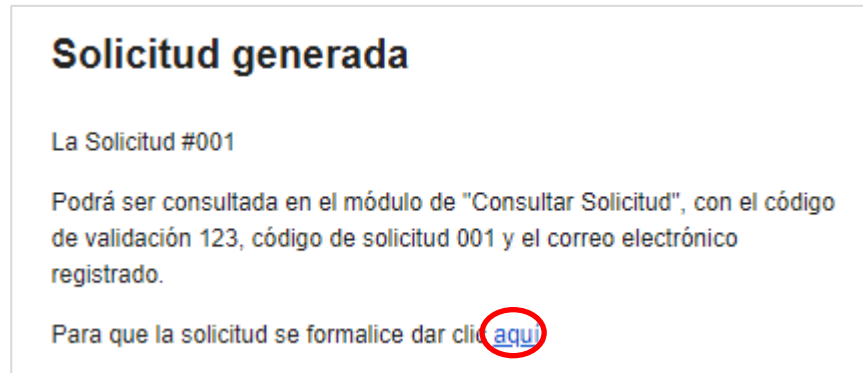 Solicitud generada
La Solicitud #001
Podrá ser consultada en el módulo de "Consultar Solicitud", con el código
de validación 123, código de solicitud 001 y el correo electrónico
registrado.
Para que la solicitud se formalice dar clic aquí